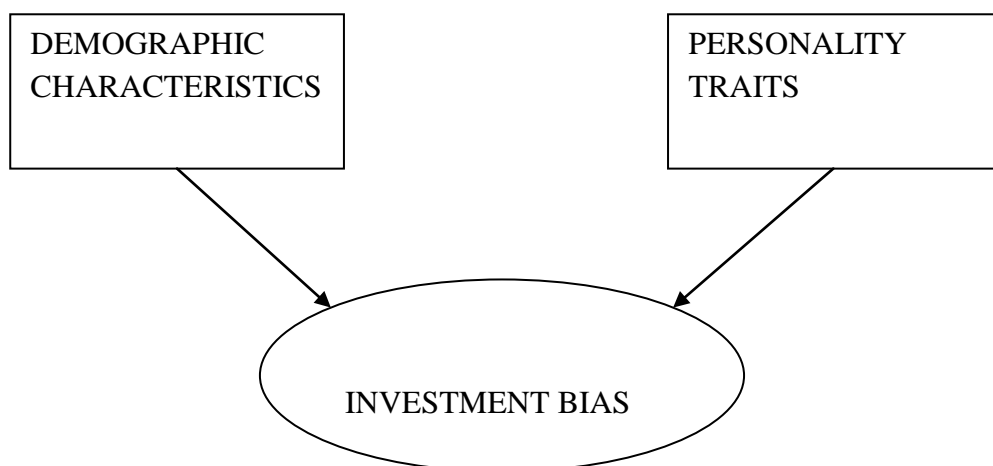 DEMOGRAPHIC
CHARACTERISTICS
PERSONALITY
TRAITS
INVESTMENT BIAS